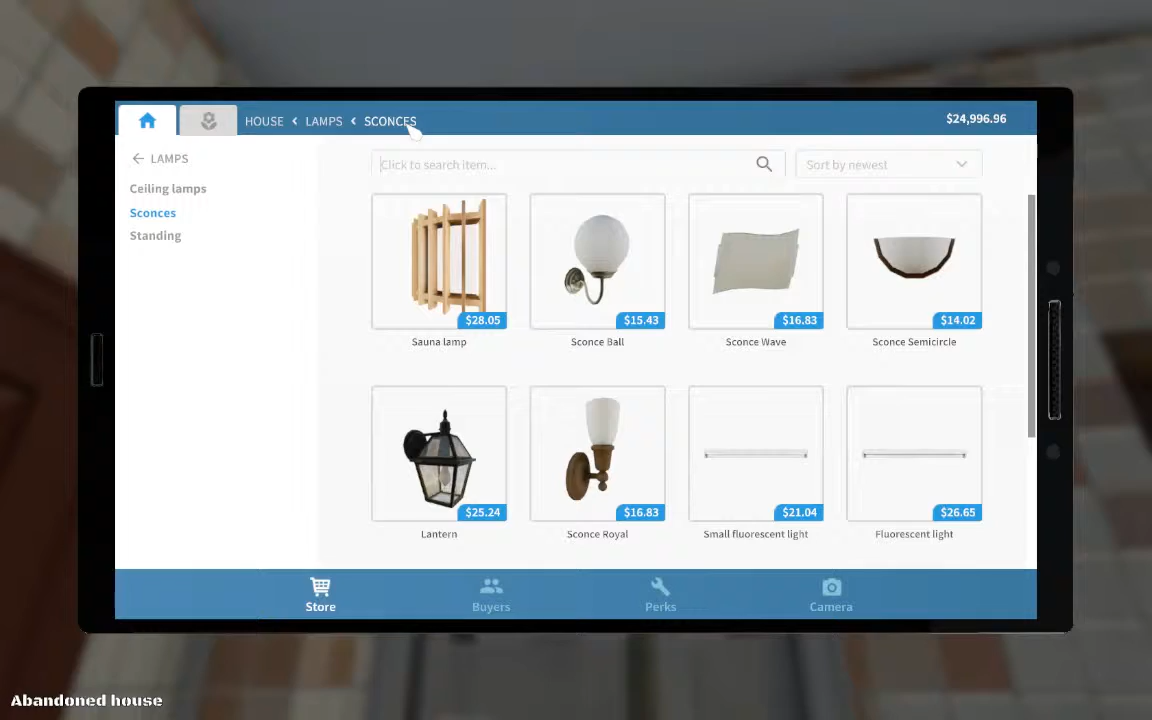 HOUSE < LAMPS < SCONCES
$24,996.96
LAMPS
Ceiling lamps
Sconces
Standing
Click to search item...
Sort by newest
$28.05
$15.43
$16.83
$14.02
Sauna lamp
Sconce Ball
Sconce Wave
Sconce Semicircle
$25.24
$16.83
$21.04
$26.65
Lantern
Sconce Royal
Small fluorescent light
Fluorescent light
Store
Buyers
Perks
Camera
Abandoned house